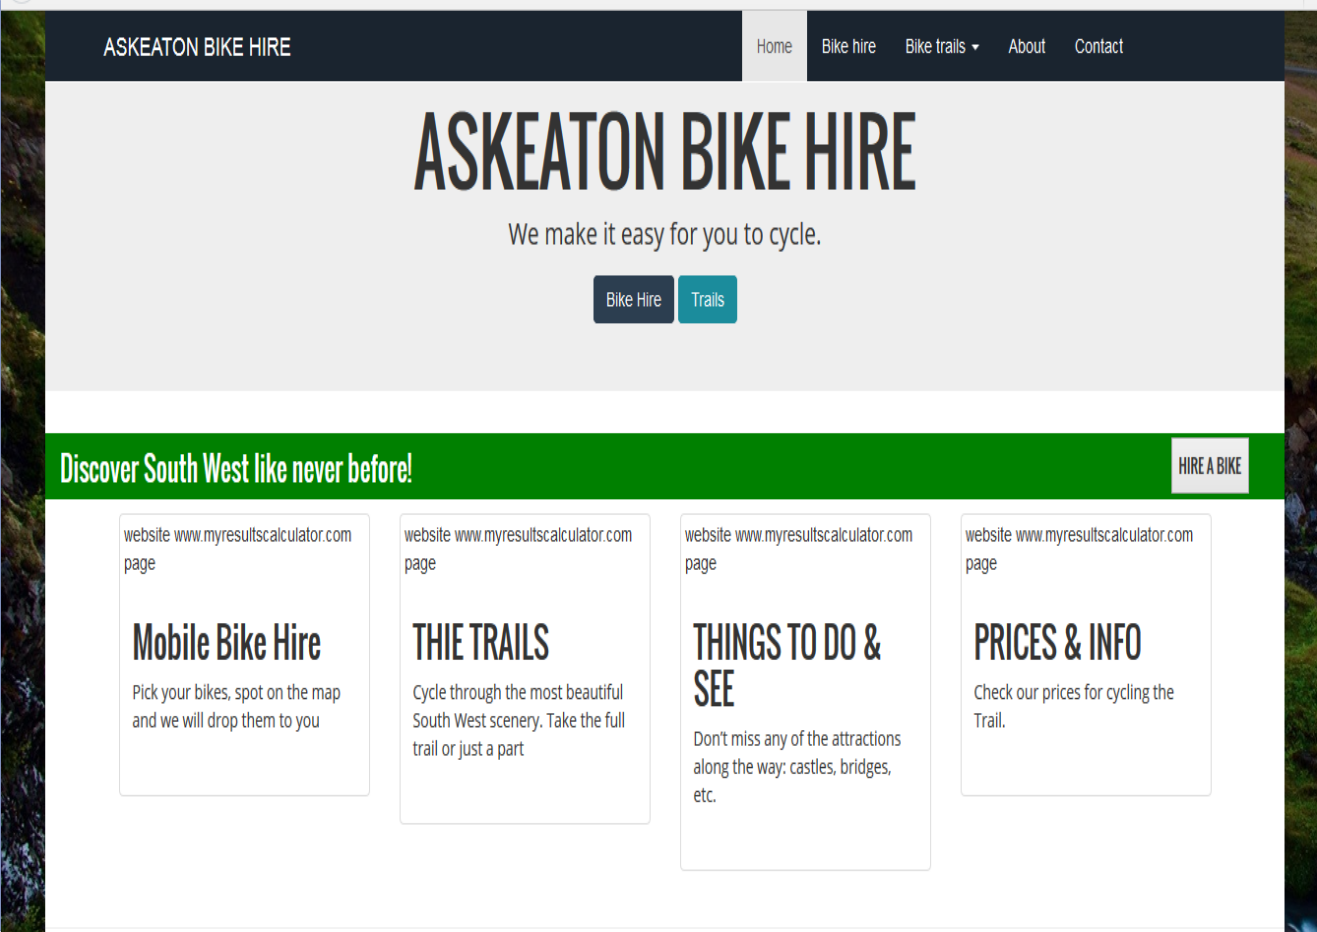 ASKEATON BIKE HIRE
Home Bike hire Bike trails About Contact
ASKEATON BIKE HIRE
We make it easy for you to cycle.
Bike Hire Trails
Discover South West like never before!
HIRE A BIKE
website www.myresultscalculator.com
page
Mobile Bike Hire
Pick your bikes, spot on the map
and we will drop them to you
website www.myresultscalculator.com
page
THIE TRAILS
Cycle through the most beautiful
South West scenery. Take the full
trail or just a part
website www.myresultscalculator.com
page
THINGS TO DO &
SEE
Don't miss any of the attractions
along the way: castles, bridges,
etc.
website www.myresultscalculator.com
page
PRICES & INFO
Check our prices for cycling the
Trail.